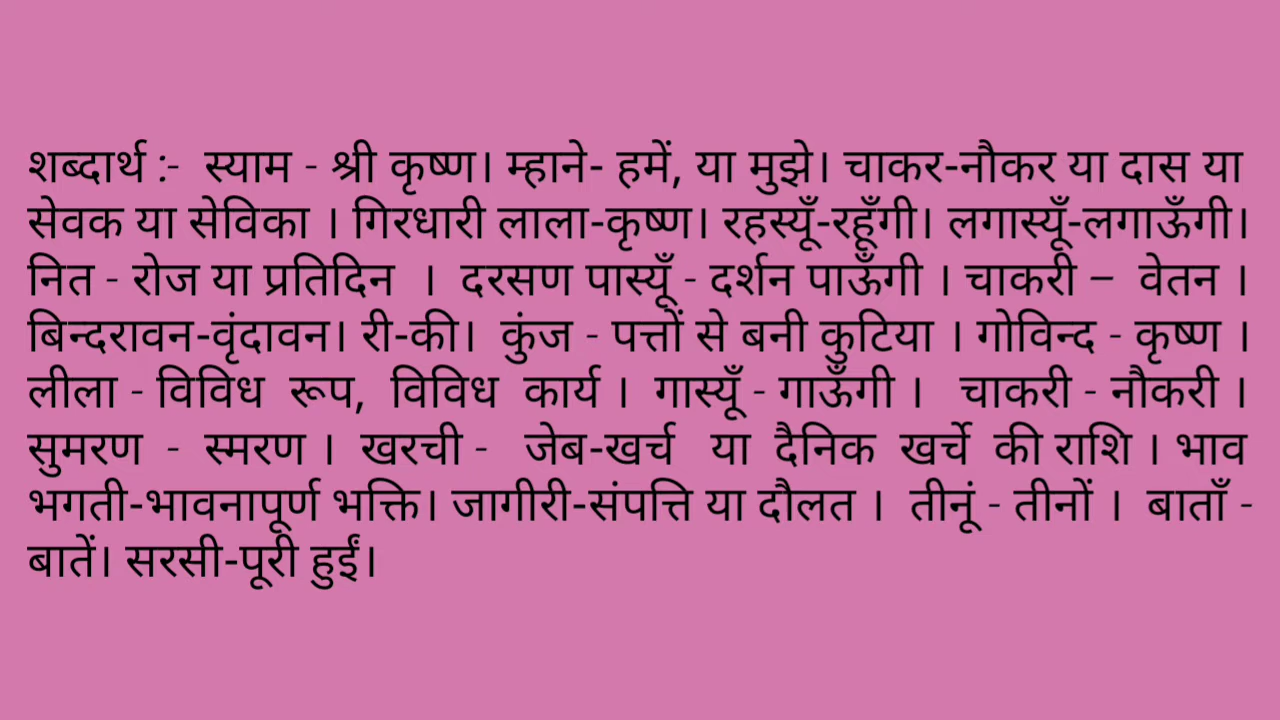 शब्दार्थ :- स्याम - श्री कृष्ण। म्हाने- हमें, या मुझे। चाकर-नौकर या दास या
सेवक या सेविका । गिरधारी लाला-कृष्ण। रहस्यूँ-रहूँगी। लगास्यूँ-लगाऊँगी।
नित - रोज या प्रतिदिन । दरसण पास्यूँ - दर्शन पाऊँगी । चाकरी – वेतन ।
बिन्दरावन-वृंदावन। री-की। कुंज - पत्तों से बनी कुटिया । गोविन्द - कृष्ण ।
लीला - विविध रूप, विविध कार्य । गास्यूँ - गाऊँगी । चाकरी - नौकरी ।
सुमरण - स्मरण । खरची - जेब-खर्च या दैनिक खर्चे की राशि । भाव
भगती-भावनापूर्ण भक्ति। जागीरी-संपत्ति या दौलत । तीनूं - तीनों । बाताँ -
बातें। सरसी-पूरी हुईं।